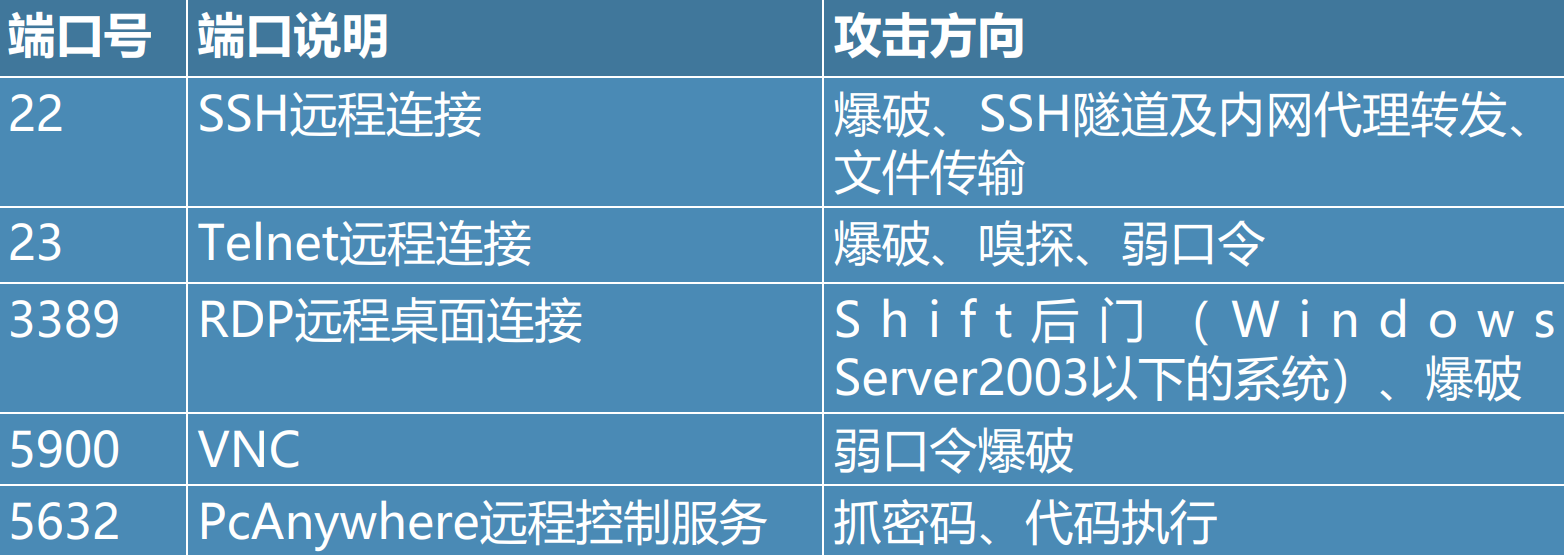 端口号 端口说明 攻击方向
22 SSH远程连接 爆破、SSH隧道及内网代理转发、
文件传输
23 Telnet远程连接 爆破、嗅探、弱口令
3389 RDP远程桌面连接 Shift后门（Windows
Server2003以下的系统）、爆破
5900 VNC 弱口令爆破
5632 PcAnywhere远程控制服务 抓密码、代码执行